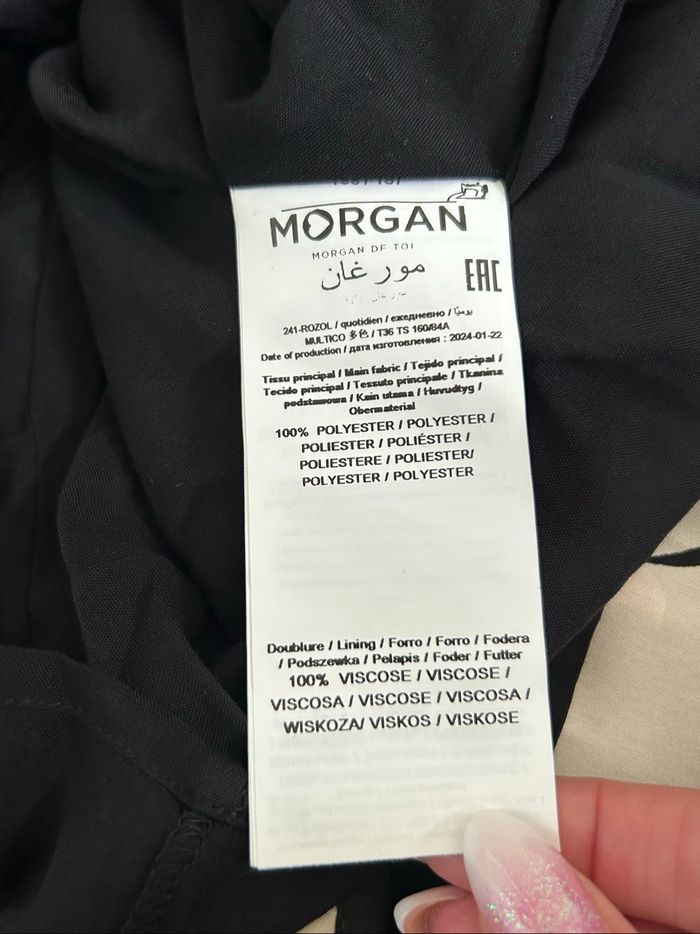 MORGAN
MORGAN DE TOI
مورغان
EAC
241-ROZOL / quotidien / ежедневно / يوميًا
MULTICO 多色 / T36 TS 160/84A
Date of production / дата изготовления : 2024-01-22
Tissu principal / Main fabric / Tejido principal /
Tecido principal / Tessuto principale / Tkanina
podstawowa / Kain utama / Huvudtyg /
Obermaterial
100% POLYESTER / POLYESTER /
POLIESTER / POLIÉSTER /
POLIESTERE / POLIESTER/
POLYESTER / POLYESTER
Doublure / Lining / Forro / Forro / Fodera
/ Podszewka / Pelapis / Foder / Futter
100% VISCOSE / VISCOSE /
VISCOSA / VISCOSE / VISCOSA /
WISKOZA/ VISKOS / VISKOSE